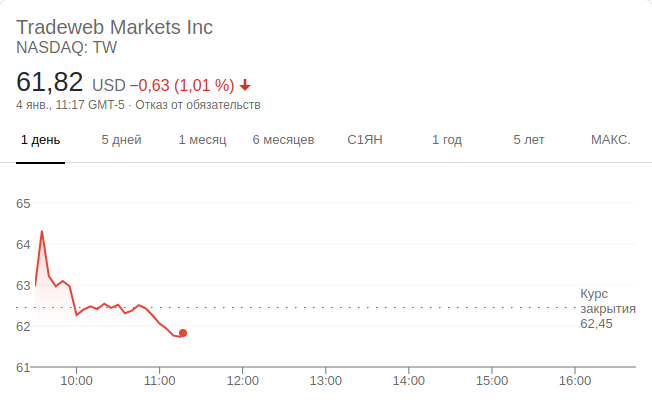 Tradeweb Markets Inc
NASDAQ: TW
61,82 USD −0,63 (1,01 %)
4 янв., 11:17 GMT-5 · Отказ от обязательств
1 день 5 дней 1 месяц 6 месяцев С1ЯН 1 год 5 лет МАКС.
65
64
63
62
61
Курс
закрытия
62,45
10:00 11:00 12:00 13:00 14:00 15:00 16:00